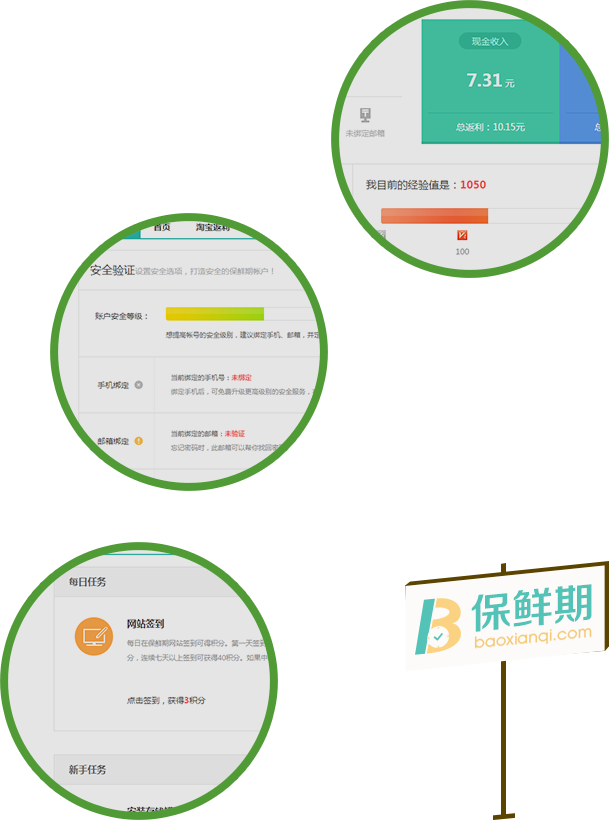 现金收入
7.31 元
总返利：10.15元
未绑定邮箱
我目前的经验值是：1050
100
首页 淘宝返利
安全验证 设置安全选项，打造安全的保鲜期帐户！
账户安全等级：
想提高帐号的安全级别，建议绑定手机、邮箱，并定
手机绑定
当前绑定的手机号：未绑定
绑定手机后，可免费升级更高级别的安全服务，
邮箱绑定
当前绑定的邮箱：未验证
忘记密码时，此邮箱可以帮你找回密
每日任务
网站签到
每日在保鲜期网站签到可得积分。第一天签到
分，连续七天以上签到可获得40积分。如果中
点击签到，获得3积分
新手任务
保鲜期
baoxianqi.com